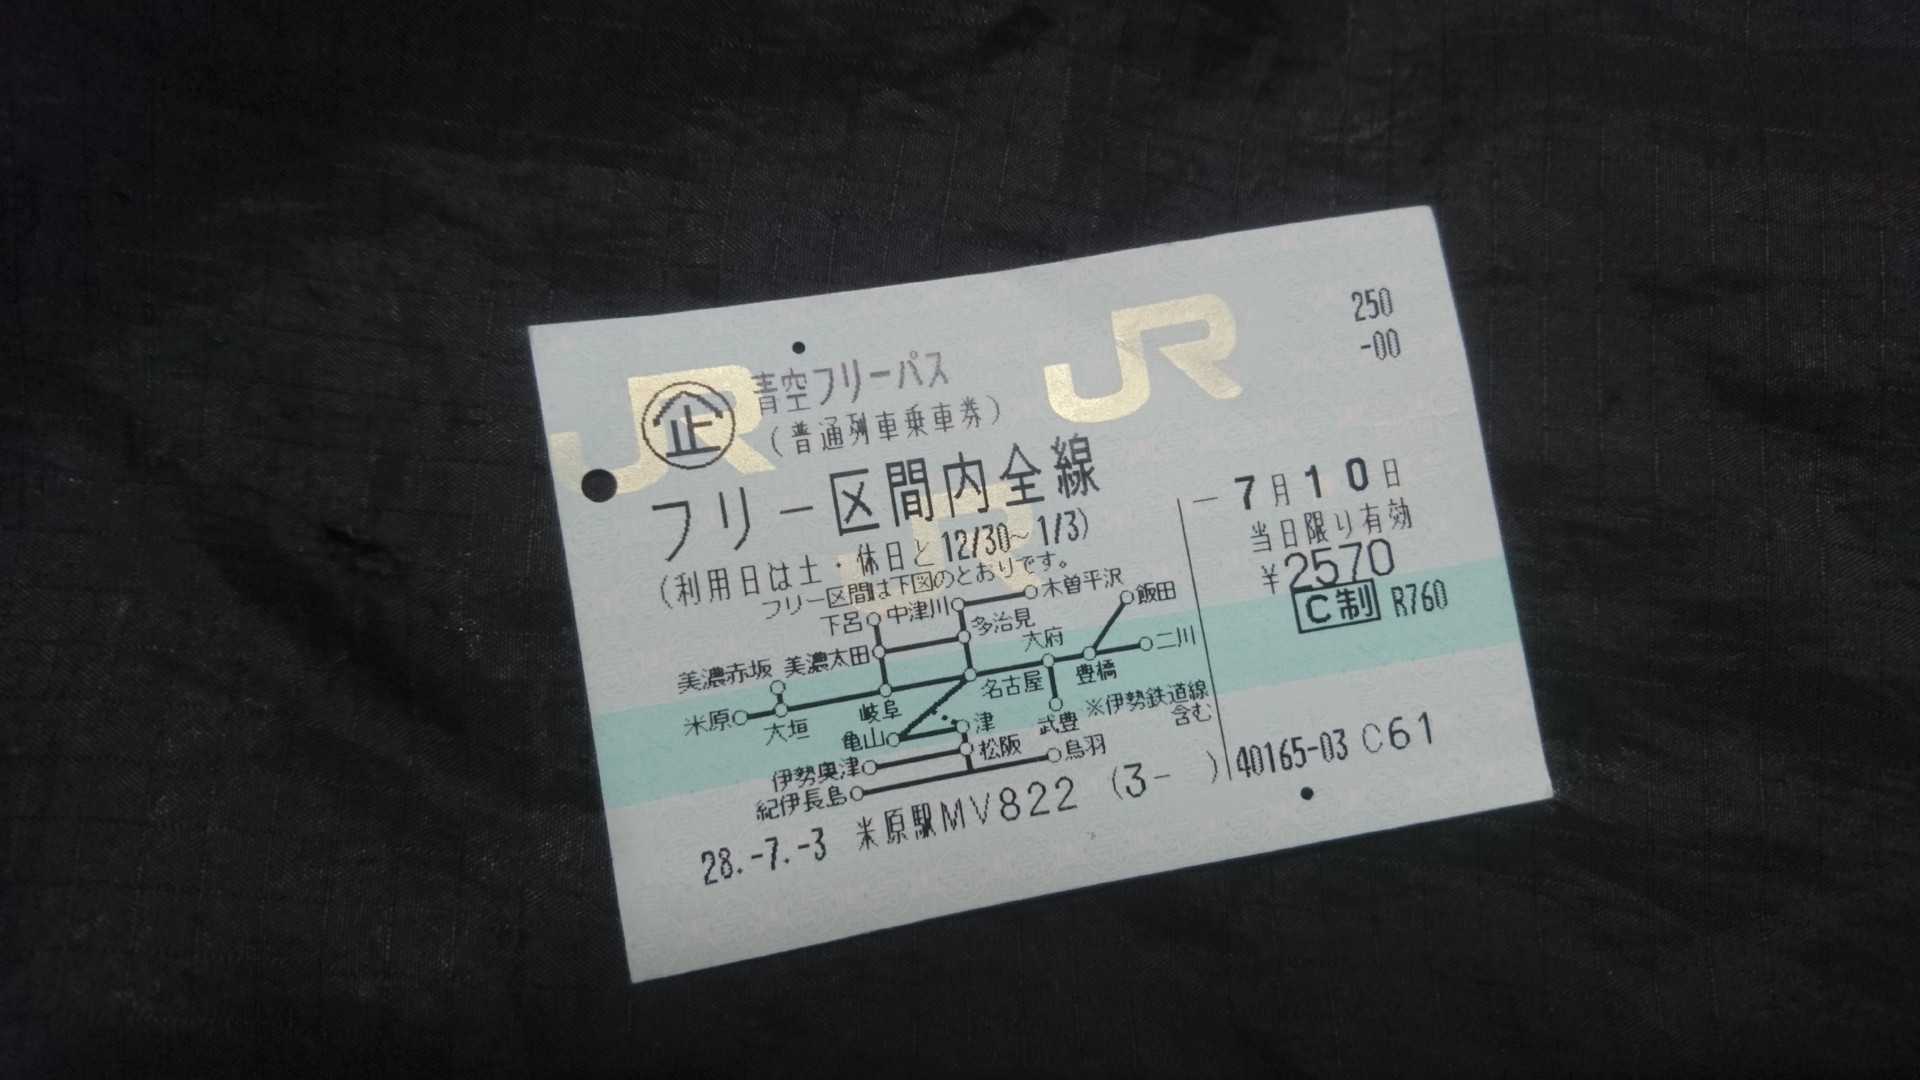 250
-00
JR JR JR
企 青空フリーパス
(普通列車乗車券)
フリー区間内全線
(利用日は土・休日と12/30~1/3)
フリー区間は下図のとおりです。
-7月10日
当日限り有効
¥2570
C制 R760
下呂 中津川 木曽平沢 飯田
美濃赤坂 美濃太田 多治見 大府 二川
米原 大垣 岐阜 名古屋 豊橋
亀山 津 武豊 ※伊勢鉄道線
含む
伊勢奥津 松阪 鳥羽
紀伊長島
28.-7.-3 米原駅MV822 (3- ) 40165-03 C61